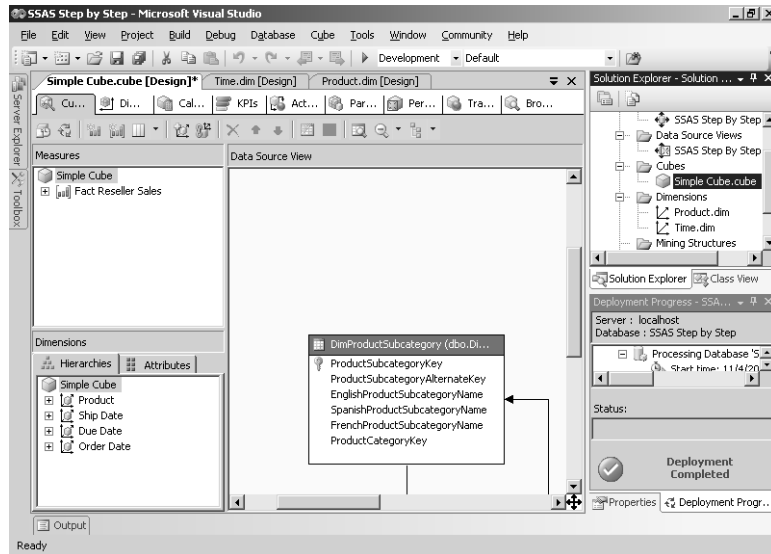 SSAS Step by Step - Microsoft Visual Studio
File Edit View Project Build Debug Database Cube Tools Window Community Help
Development Default
Server Explorer
Toolbox
Simple Cube.cube [Design]* Time.dim [Design] Product.dim [Design]
Cu... Di... Cal... KPIs Act... Par... Per... Tra... Bro...
Measures
Simple Cube
Fact Reseller Sales
Dimensions
Hierarchies Attributes
Simple Cube
Product
Ship Date
Due Date
Order Date
Data Source View
DimProductSubcategory (dbo.Di...
ProductSubcategoryKey
ProductSubcategoryAlternateKey
EnglishProductSubcategoryName
SpanishProductSubcategoryName
FrenchProductSubcategoryName
ProductCategoryKey
Solution Explorer - Solution ...
SSAS Step By Step
Data Source Views
SSAS Step By Step
Cubes
Simple Cube.cube
Dimensions
Product.dim
Time.dim
Mining Structures
Solution Explorer Class View
Deployment Progress - SSA...
Server : localhost
Database : SSAS Step by Step
Processing Database 'S
Start time: 11/4/20
Status:
Deployment
Completed
Properties Deployment Progr...
Output
Ready